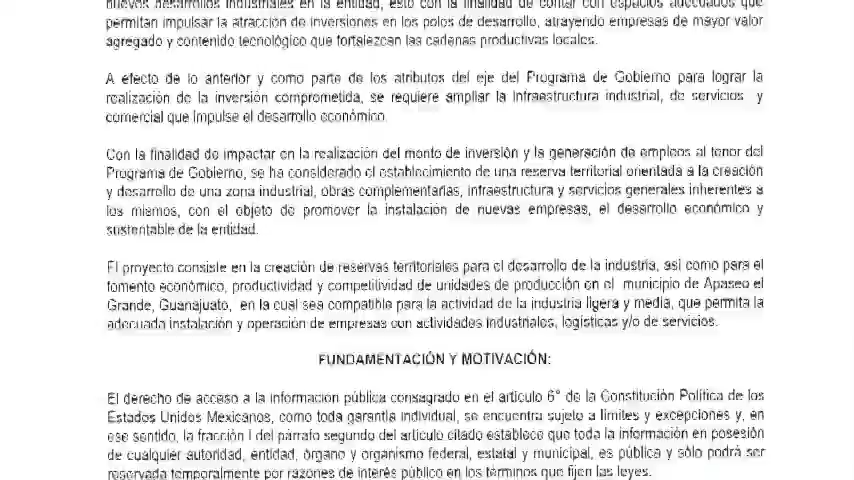 nuevos desarrollos industriales en la entidad, esto con la finalidad de contar con espacios adecuados que
permitan impulsar la atracción de inversiones en los polos de desarrollo, atrayendo empresas de mayor valor
agregado y contenido tecnológico que fortalezcan las cadenas productivas locales.
A efecto de lo anterior y como parte de los atributos del eje del Programa de Gobierno para lograr la
realización de la inversión comprometida, se requiere ampliar la infraestructura industrial, de servicios y
comercial que impulse el desarrollo económico.
Con la finalidad de impactar en la realización del monto de inversión y la generación de empleos al tenor del
Programa de Gobierno, se ha considerado el establecimiento de una reserva territorial orientada a la creación
y desarrollo de una zona industrial, obras complementarias, infraestructura y servicios generales inherentes a
los mismos, con el objeto de promover la instalación de nuevas empresas, el desarrollo económico y
sustentable de la entidad.
El proyecto consiste en la creación de reservas territoriales para el desarrollo de la industria, así como para el
fomento económico, productividad y competitividad de unidades de producción en el municipio de Apaseo el
Grande, Guanajuato, en la cual sea compatible para la actividad de la industria ligera y media, que permita la
adecuada instalación y operación de empresas con actividades industriales, logísticas y/o de servicios.
FUNDAMENTACIÓN Y MOTIVACIÓN:
El derecho de acceso a la información pública consagrado en el artículo 6° de la Constitución Política de los
Estados Unidos Mexicanos, como toda garantía individual, se encuentra sujeto a límites y excepciones y, en
ese sentido, la fracción I del párrafo segundo del artículo citado establece que toda la información en posesión
de cualquier autoridad, entidad, órgano y organismo federal, estatal y municipal, es pública y sólo podrá ser
reservada temporalmente por razones de interés público en los términos que fijen las leyes.